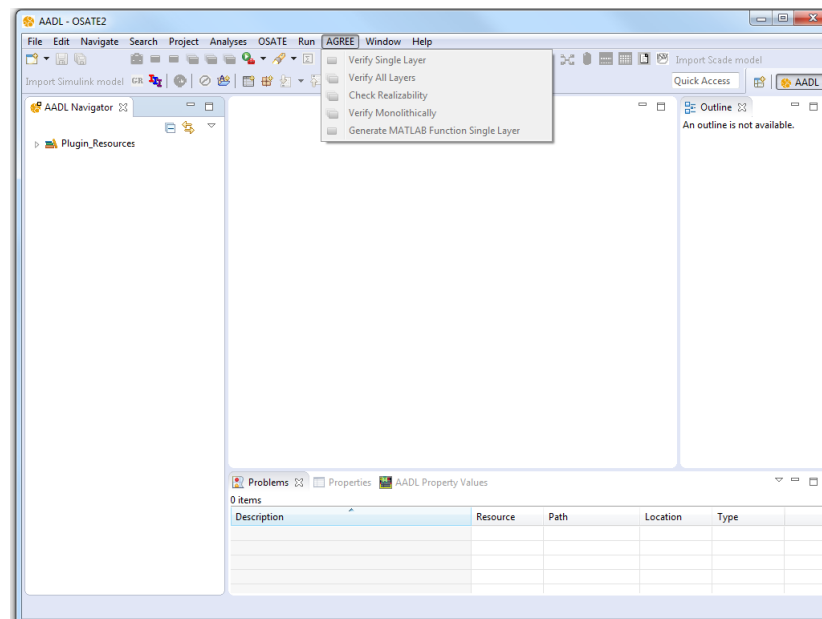 AADL - OSATE2
File Edit Navigate Search Project Analyses OSATE Run AGREE Window Help
Import Scade model
Import Simulink model GR
Quick Access
AADL
Verify Single Layer
Verify All Layers
Check Realizability
Verify Monolithically
Generate MATLAB Function Single Layer
AADL Navigator
Plugin_Resources
Outline
An outline is not available.
Problems Properties AADL Property Values
0 items
Description Resource Path Location Type